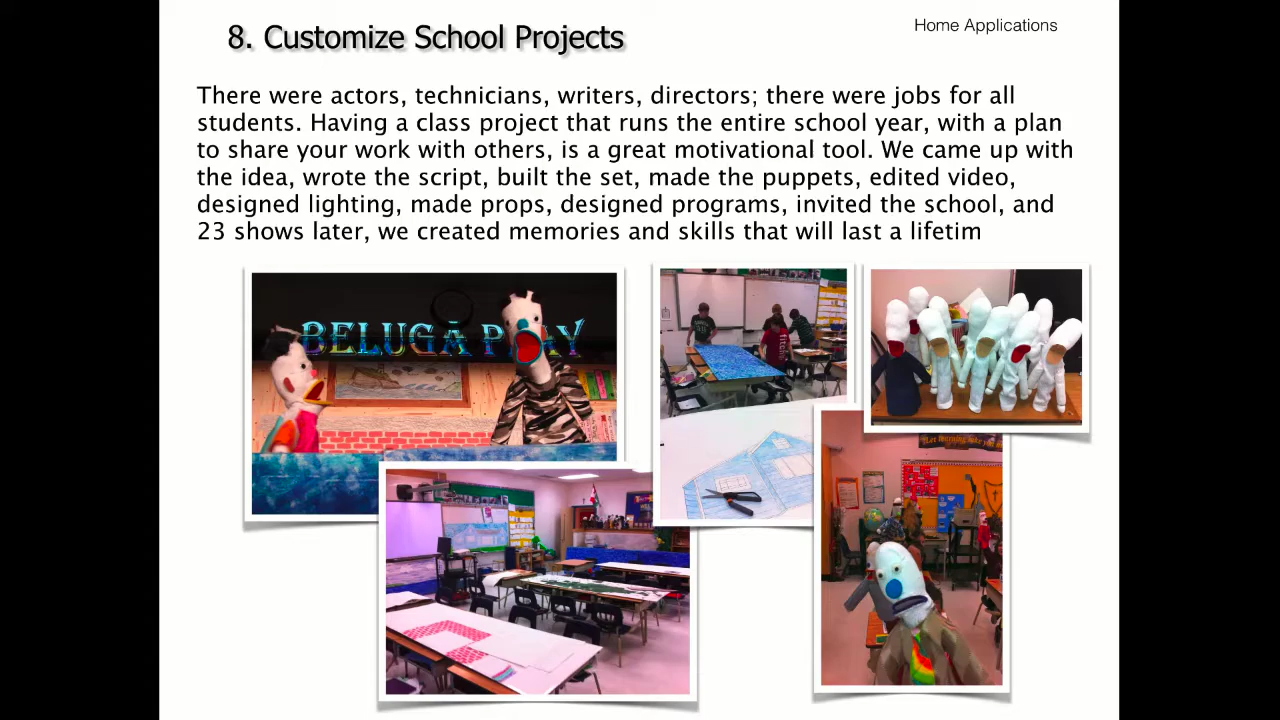 8. Customize School Projects
Home Applications
There were actors, technicians, writers, directors; there were jobs for all
students. Having a class project that runs the entire school year, with a plan
to share your work with others, is a great motivational tool. We came up with
the idea, wrote the script, built the set, made the puppets, edited video,
designed lighting, made props, designed programs, invited the school, and
23 shows later, we created memories and skills that will last a lifetim
BELUGA PLAY
"Let learning